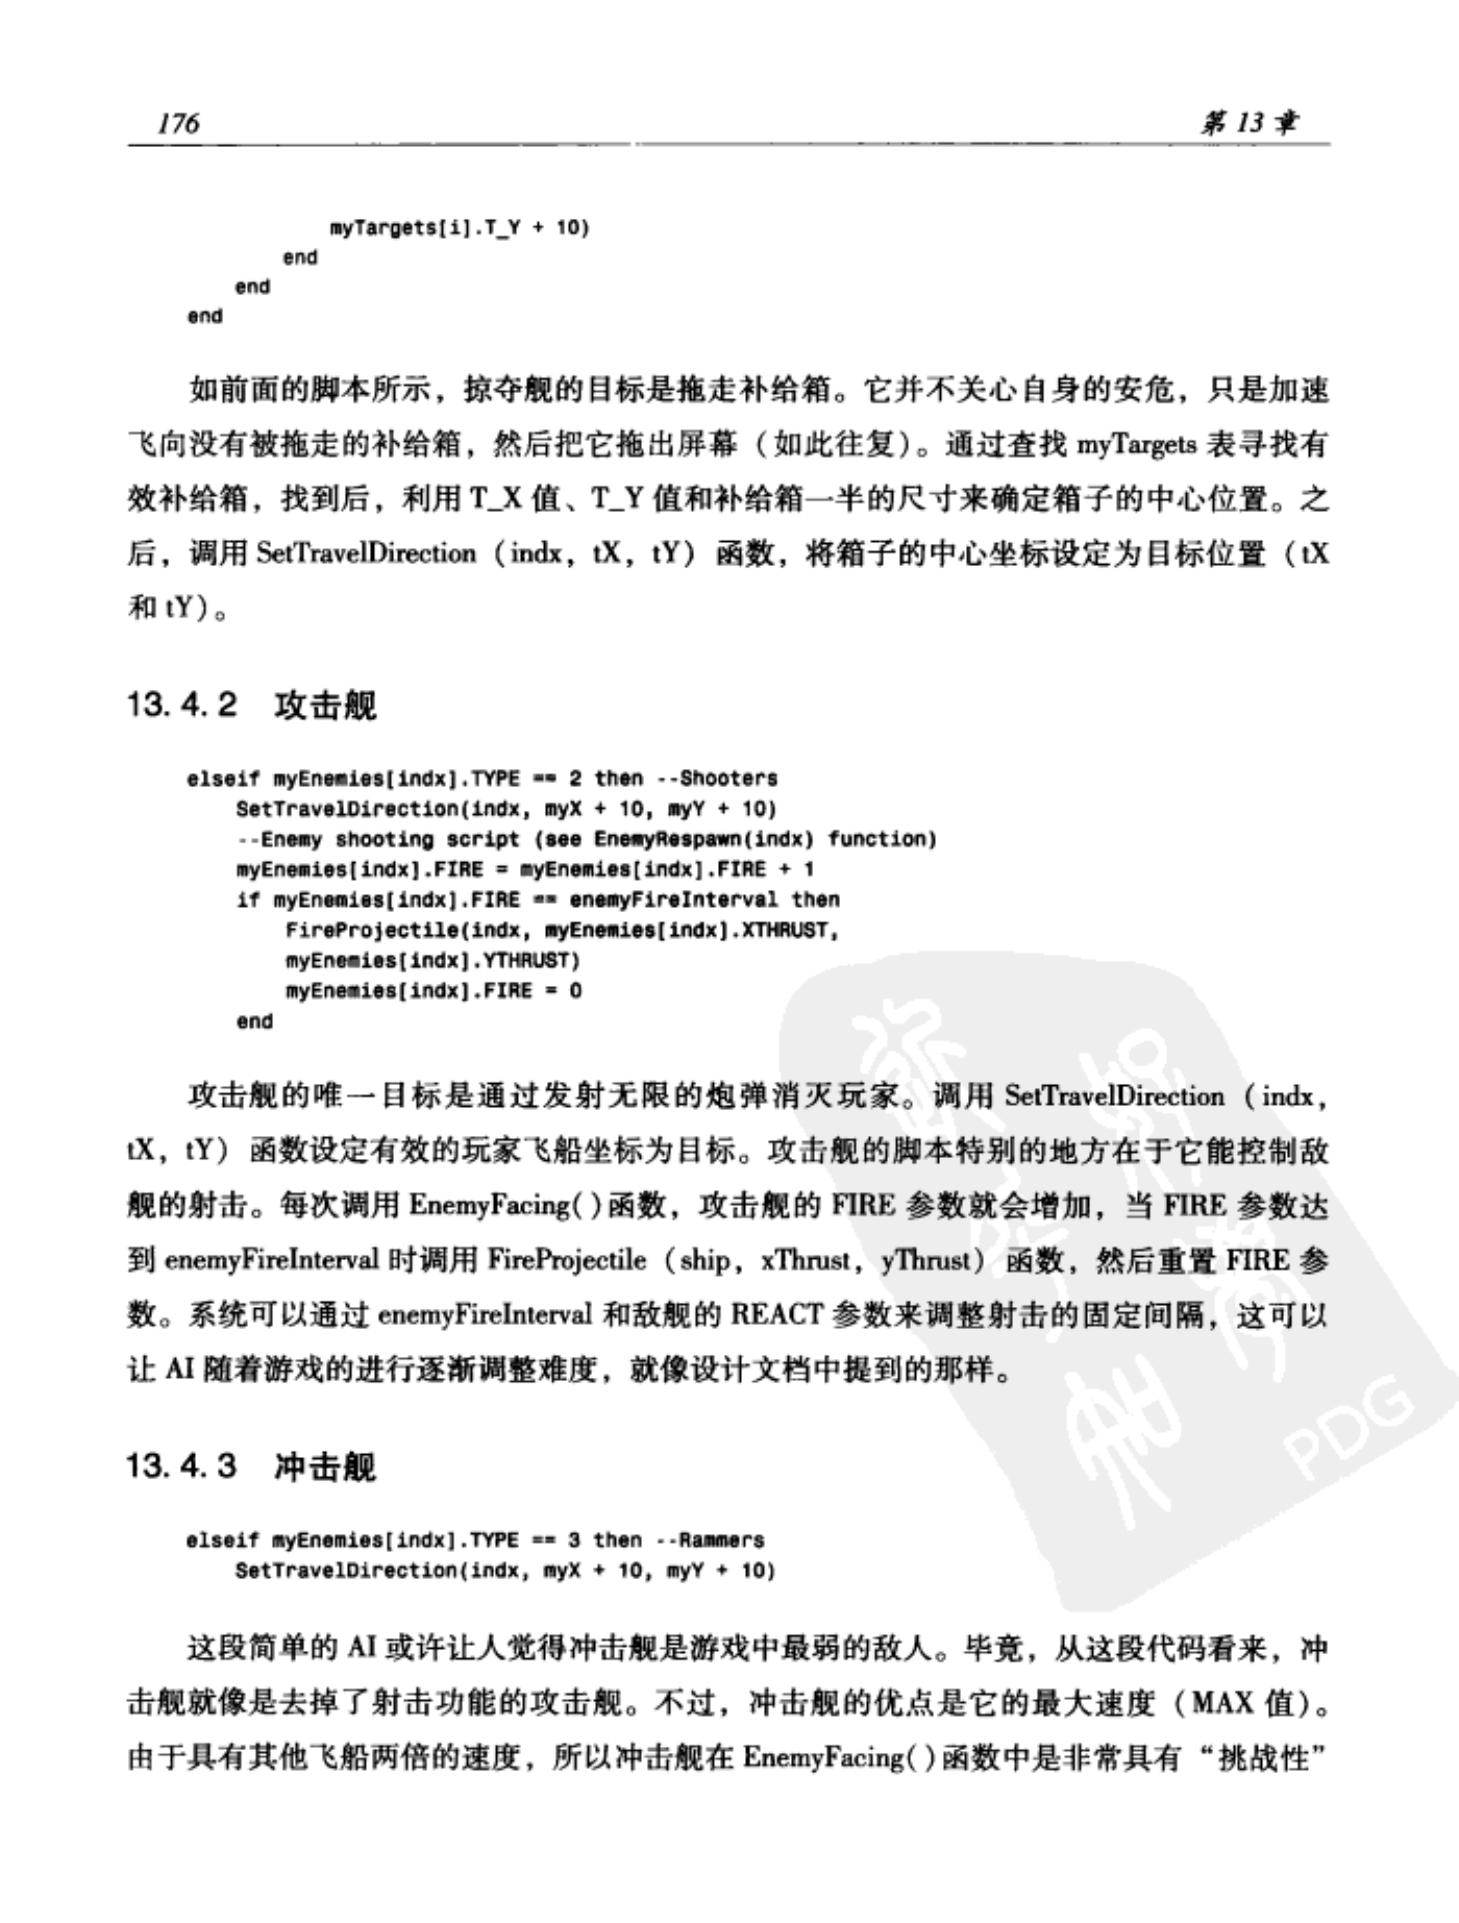 176
第 13 章
myTargets[i].T_Y + 10)
end
end
end
如前面的脚本所示，掠夺舰的目标是拖走补给箱。它并不关心自身的安危，只是加速
飞向没有被拖走的补给箱，然后把它拖出屏幕（如此往复）。通过查找 myTargets 表寻找有
效补给箱，找到后，利用 T_X 值、T_Y 值和补给箱一半的尺寸来确定箱子的中心位置。之
后，调用 SetTravelDirection（indx，tX，tY）函数，将箱子的中心坐标设定为目标位置（tX
和 tY）。
13.4.2 攻击舰
elseif myEnemies[indx].TYPE == 2 then --Shooters
SetTravelDirection(indx, myX + 10, myY + 10)
--Enemy shooting script (see EnemyRespawn(indx) function)
myEnemies[indx].FIRE = myEnemies[indx].FIRE + 1
if myEnemies[indx].FIRE == enemyFireInterval then
FireProjectile(indx, myEnemies[indx].XTHRUST,
myEnemies[indx].YTHRUST)
myEnemies[indx].FIRE = 0
end
攻击舰的唯一目标是通过发射无限的炮弹消灭玩家。调用 SetTravelDirection（indx，
tX，tY）函数设定有效的玩家飞船坐标为目标。攻击舰的脚本特别的地方在于它能控制敌
舰的射击。每次调用 EnemyFacing()函数，攻击舰的 FIRE 参数就会增加，当 FIRE 参数达
到 enemyFireInterval 时调用 FireProjectile（ship，xThrust，yThrust）函数，然后重置 FIRE 参
数。系统可以通过 enemyFireInterval 和敌舰的 REACT 参数来调整射击的固定间隔，这可以
让 AI 随着游戏的进行逐渐调整难度，就像设计文档中提到的那样。
PDG
13.4.3 冲击舰
elseif myEnemies[indx].TYPE == 3 then --Rammers
SetTravelDirection(indx, myX + 10, myY + 10)
这段简单的 AI 或许让人觉得冲击舰是游戏中最弱的敌人。毕竟，从这段代码看来，冲
击舰就像是去掉了射击功能的攻击舰。不过，冲击舰的优点是它的最大速度（MAX 值）。
由于具有其他飞船两倍的速度，所以冲击舰在 EnemyFacing()函数中是非常具有“挑战性”